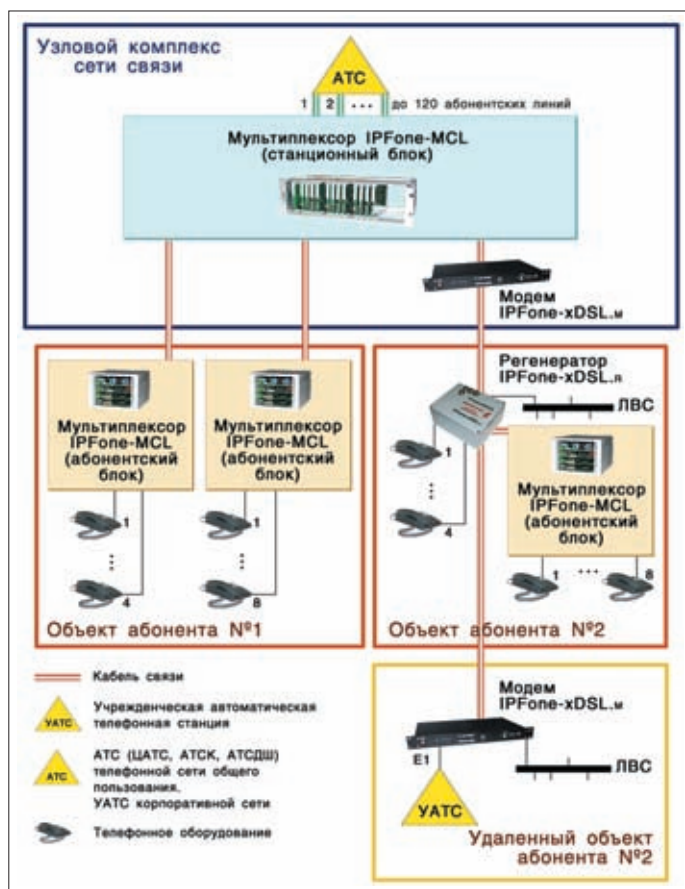 Узловой комплекс
сети связи
АТС
1 2 ... до 120 абонентских линий
Мультиплексор IPFone-MCL
(станционный блок)
Модем
IPFone-xDSL.м
Мультиплексор
IPFone-MCL
(абонентский
блок)
1
4
Мультиплексор
IPFone-MCL
(абонентский
блок)
1
8
Объект абонента №1
Регенератор
IPFone-xDSL.п
ЛВС
1
4
Мультиплексор
IPFone-MCL
(абонентский
блок)
1 ... 8
Объект абонента №2
Кабель связи
УАТС
Учрежденческая автоматическая
телефонная станция
АТС
АТС (ЦАТС, АТСК, АТСДШ)
телефонной сети общего
пользования.
УАТС корпоративной сети
Телефонное оборудование
Модем
IPFone-xDSL.м
E1
ЛВС
УАТС
Удаленный объект
абонента №2